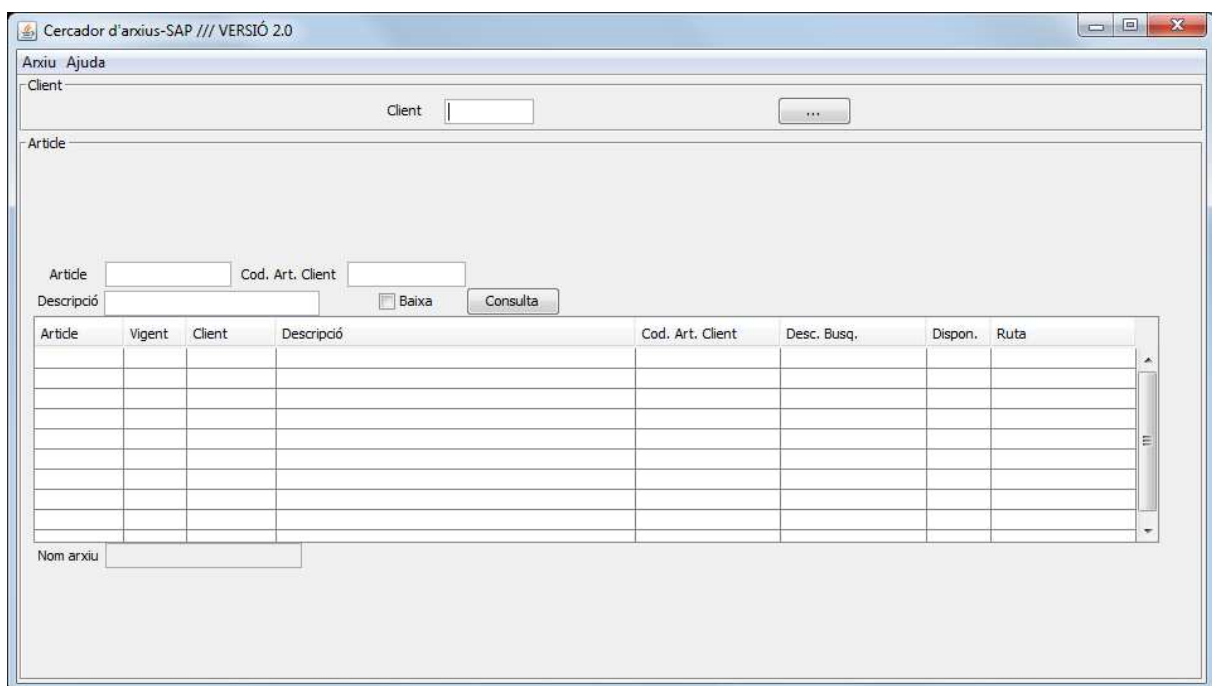 Cercador d'arxius-SAP /// VERSIÓ 2.0
Arxiu Ajuda
Client
Client ...
Article
Article Cod. Art. Client
Descripció Baixa Consulta
Article Vigent Client Descripció Cod. Art. Client Desc. Busq. Dispon. Ruta
Nom arxiu